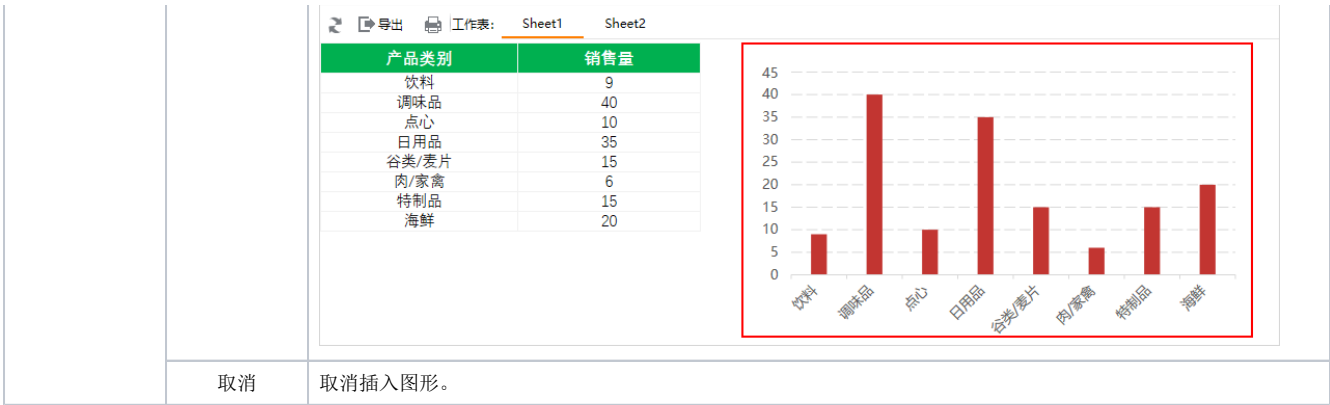 导出 工作表: Sheet1 Sheet2
产品类别 销售量
饮料 9
调味品 40
点心 10
日用品 35
谷类/麦片 15
肉/家禽 6
特制品 15
海鲜 20
45
40
35
30
25
20
15
10
5
0
饮料 调味品 点心 日用品 谷类/麦片 肉/家禽 特制品 海鲜
取消 取消插入图形。